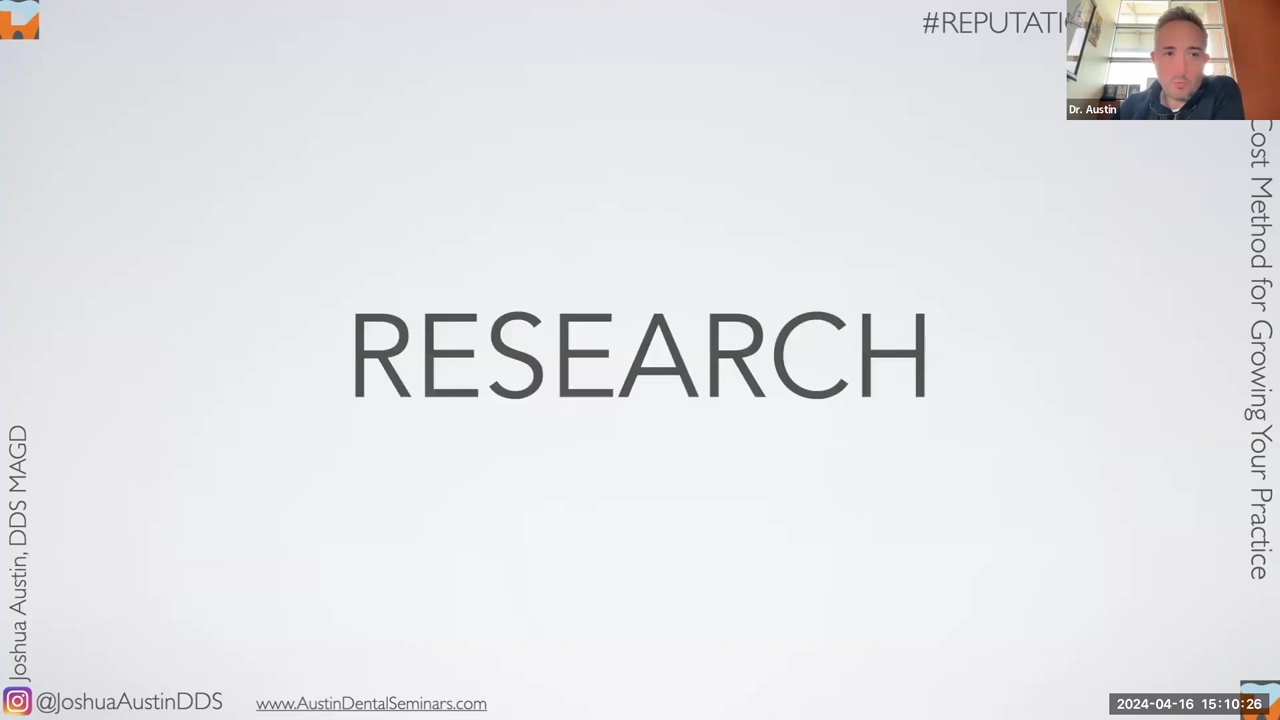 #REPUTATI
Dr. Austin
Cost Method for Growing Your Practice
RESEARCH
Joshua Austin, DDS MAGD
@JoshuaAustinDDS
www.AustinDentalSeminars.com
2024-04-16 15:10:26